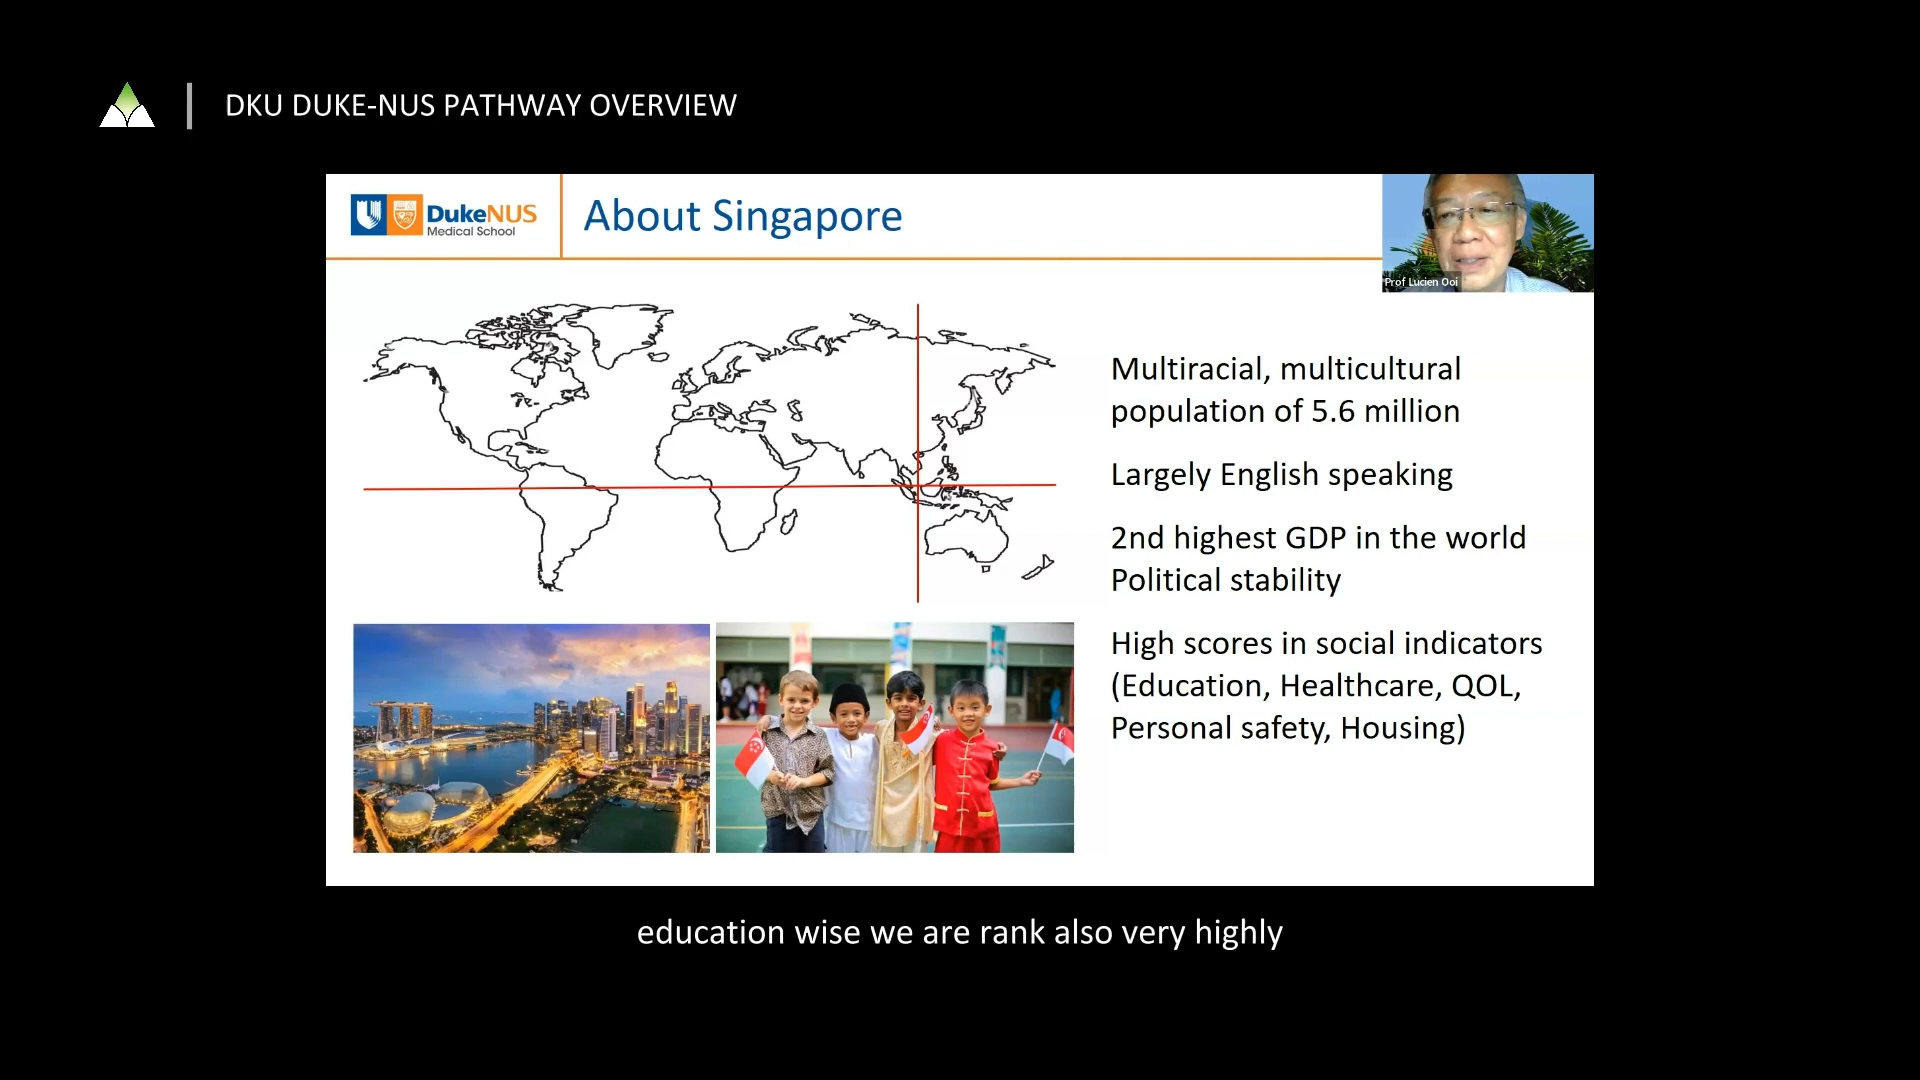 DKU DUKE-NUS PATHWAY OVERVIEW
DukeNUS
Medical School
About Singapore
Prof Lucien Ooi
Multiracial, multicultural
population of 5.6 million
Largely English speaking
2nd highest GDP in the world
Political stability
High scores in social indicators
(Education, Healthcare, QOL,
Personal safety, Housing)
education wise we are rank also very highly